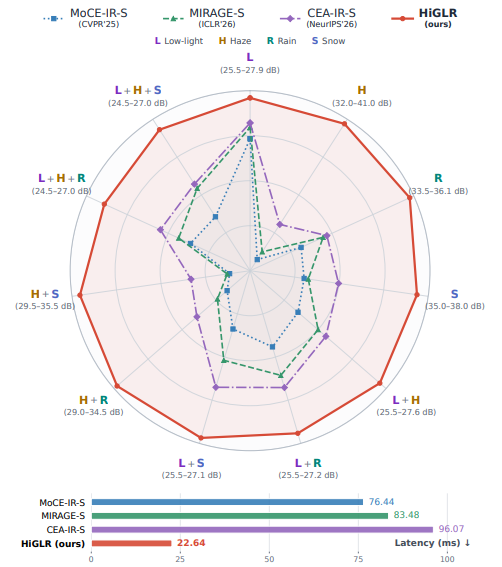 MoCE-IR-S MIRAGE-S CEA-IR-S HiGLR
(CVPR'25) (ICLR'26) (NeurIPS'26) (ours)
L Low-light H Haze R Rain S Snow
L
(25.5–27.9 dB)
L+H+S H
(24.5–27.0 dB) (32.0–41.0 dB)
L+H+R R
(24.5–27.0 dB) (33.5–36.1 dB)
H+S S
(29.5–35.5 dB) (35.0–38.0 dB)
H+R L+H
(29.0–34.5 dB) (25.5–27.6 dB)
L+S L+R
(25.5–27.1 dB) (25.5–27.2 dB)
MoCE-IR-S 76.44
MIRAGE-S 83.48
CEA-IR-S 96.07
HiGLR (ours) 22.64 Latency (ms) ↓
0 25 50 75 100